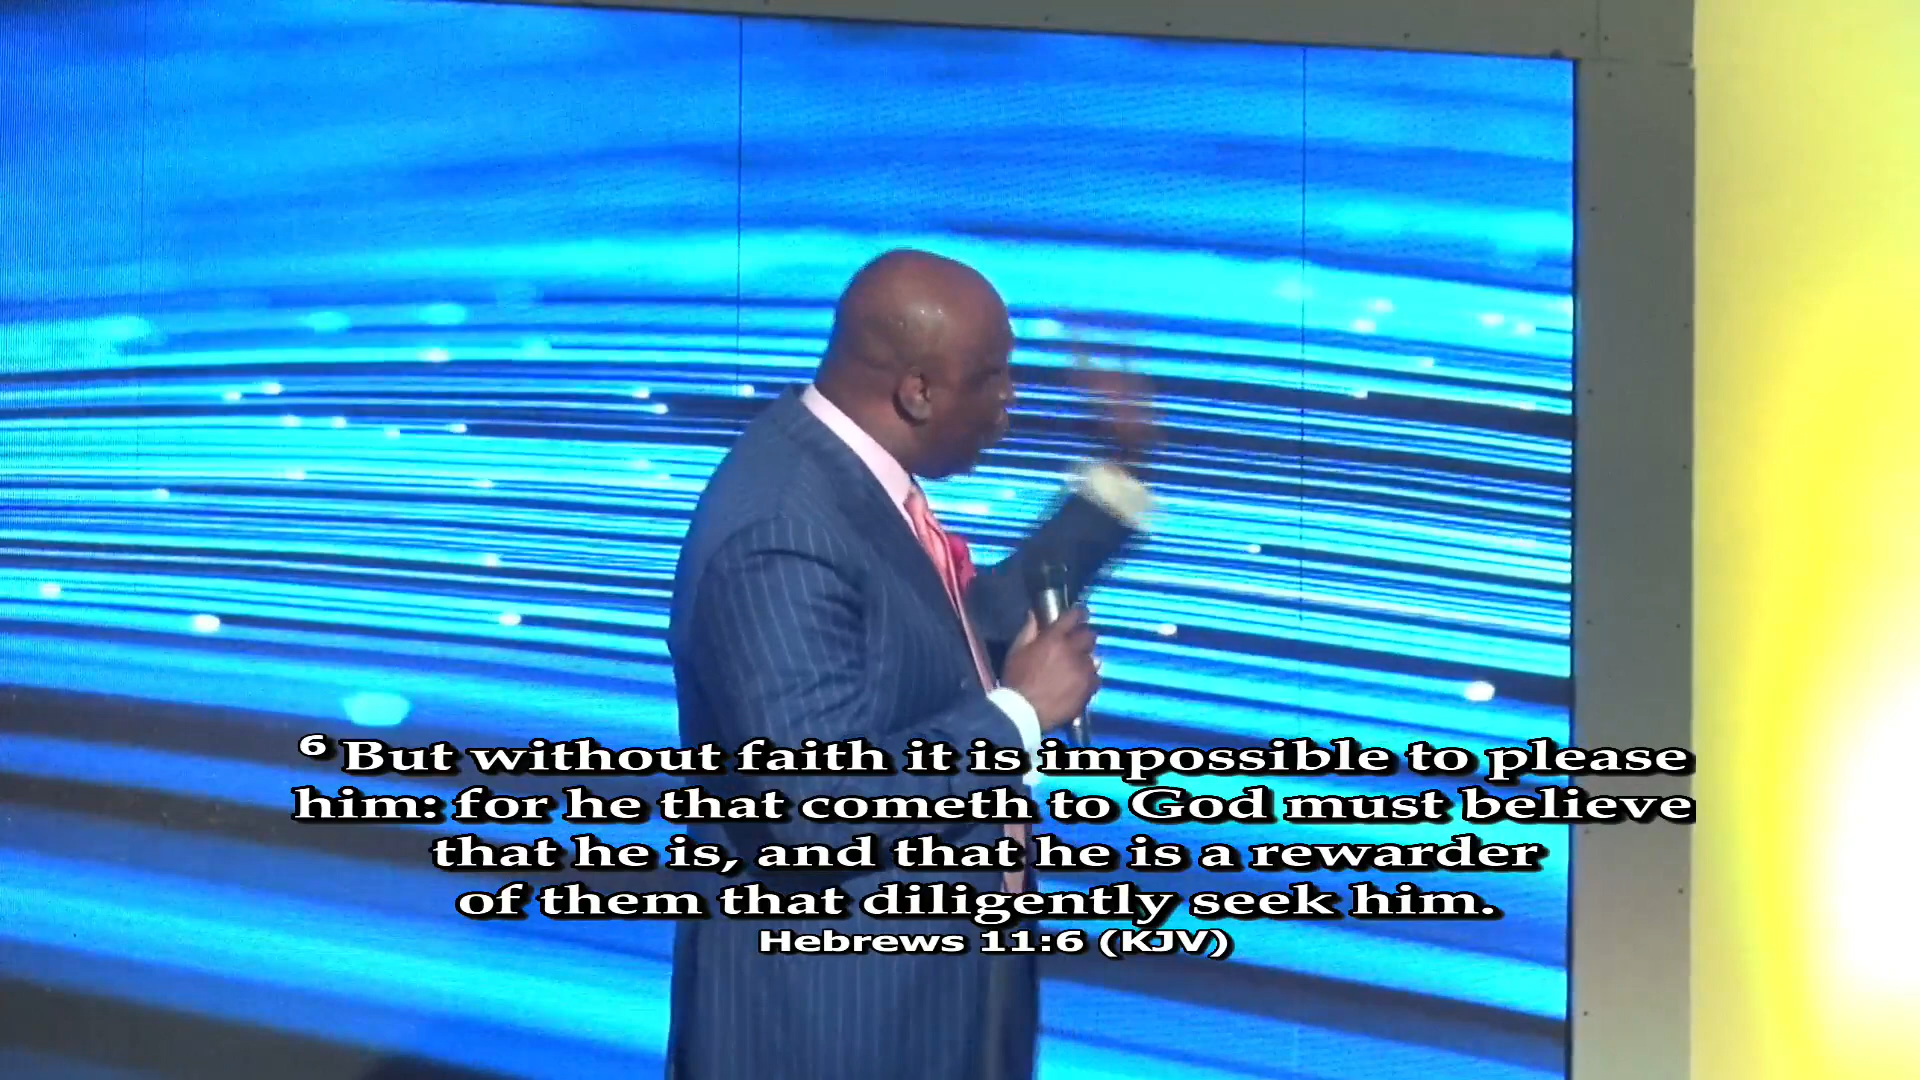 6 But without faith it is impossible to please
him: for he that cometh to God must believe
that he is, and that he is a rewarder
of them that diligently seek him.
Hebrews 11:6 (KJV)